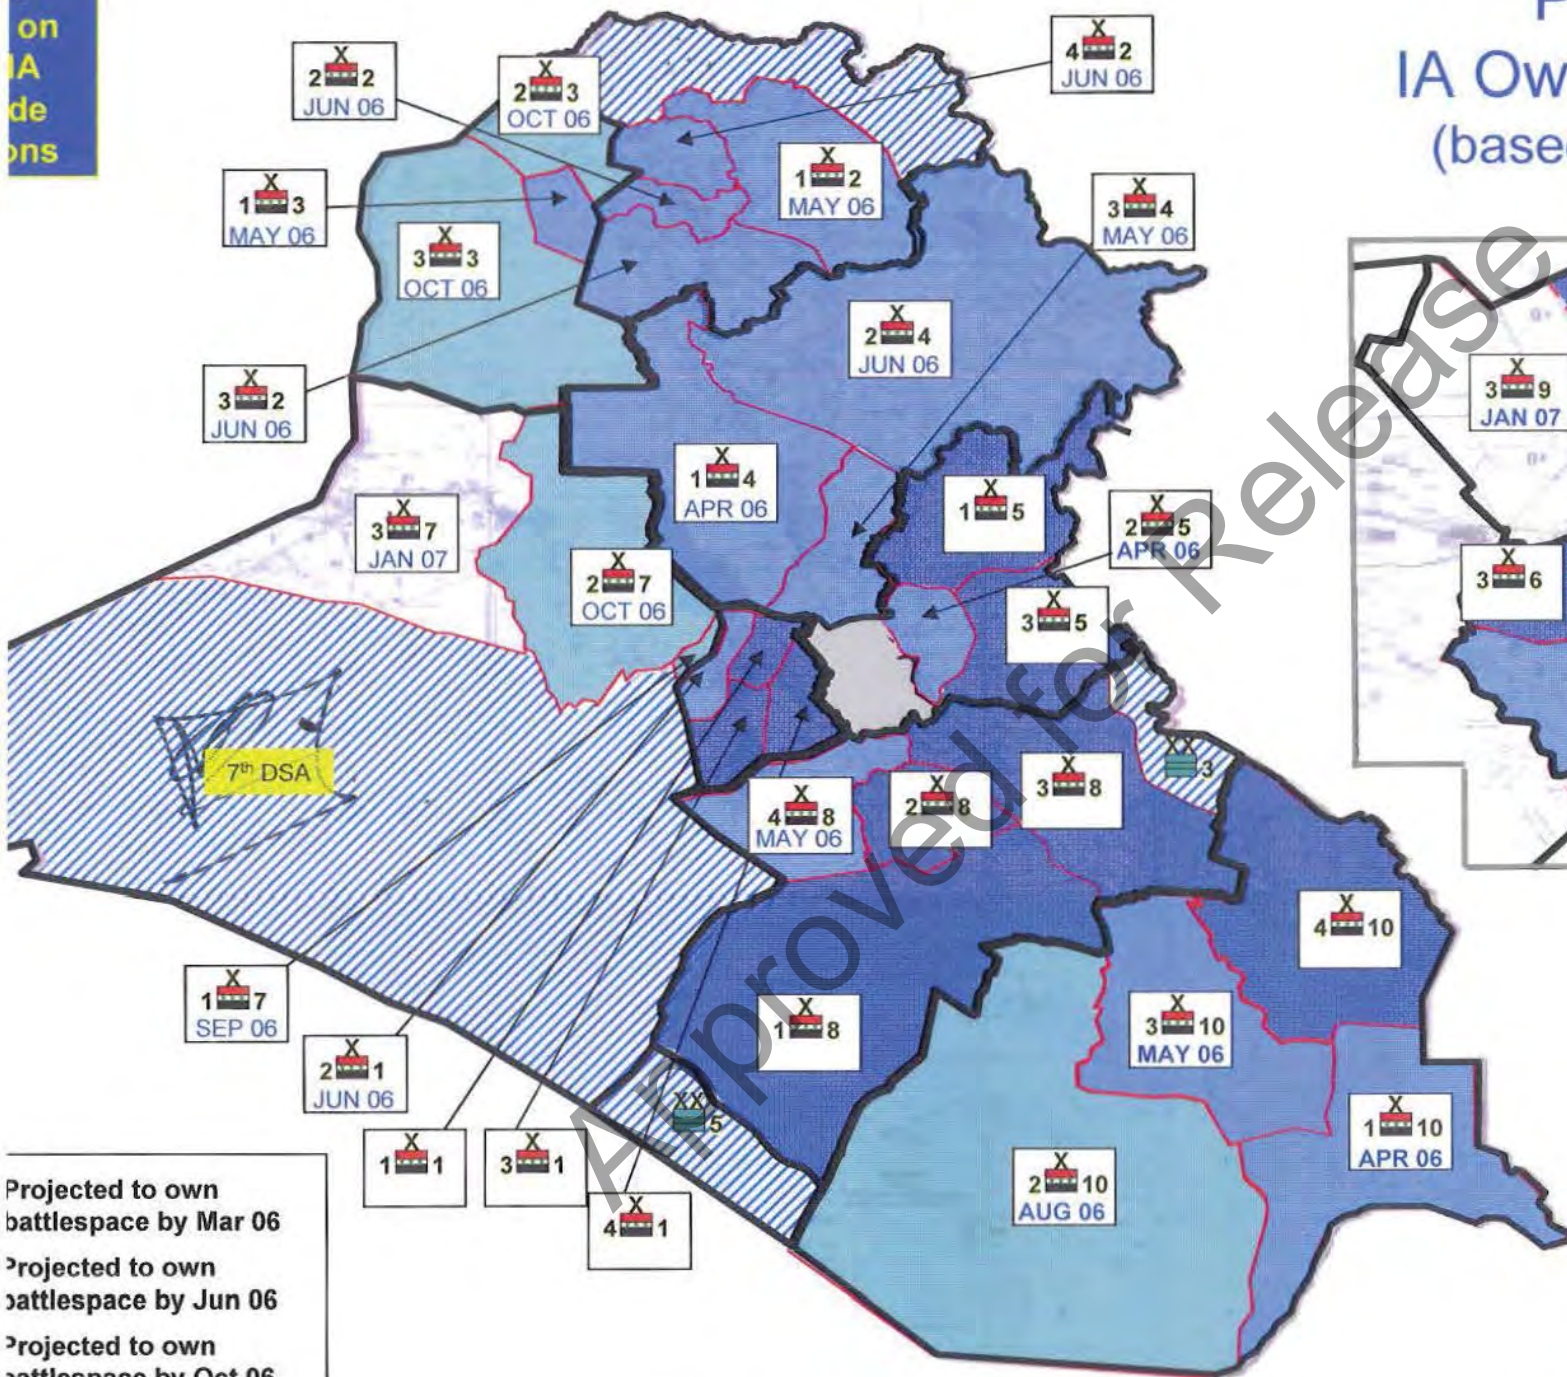 on
IA
de
ons
P
IA Ow
(base
X
2 2
JUN 06
X
2 3
OCT 06
X
4 2
JUN 06
X
1 2
MAY 06
X
1 3
MAY 06
X
3 4
MAY 06
X
3 3
OCT 06
X
2 4
JUN 06
X
3 2
JUN 06
X
3 9
JAN 07
X
1 4
APR 06
X
1 5
X
2 5
APR 06
X
3 7
JAN 07
X
2 7
OCT 06
X
3 6
X
3 5
7th DSA
XX
3
X
4 8
MAY 06
X
2 8
X
3 8
X
4 10
X
1 7
SEP 06
X
1 8
X
3 10
MAY 06
X
2 1
JUN 06
XX
5
X
1 10
APR 06
X
1 1
X
3 1
X
2 10
AUG 06
X
4 1
Projected to own
battlespace by Mar 06
Projected to own
battlespace by Jun 06
Projected to own
battlespace by Oct 06
Approved for Release